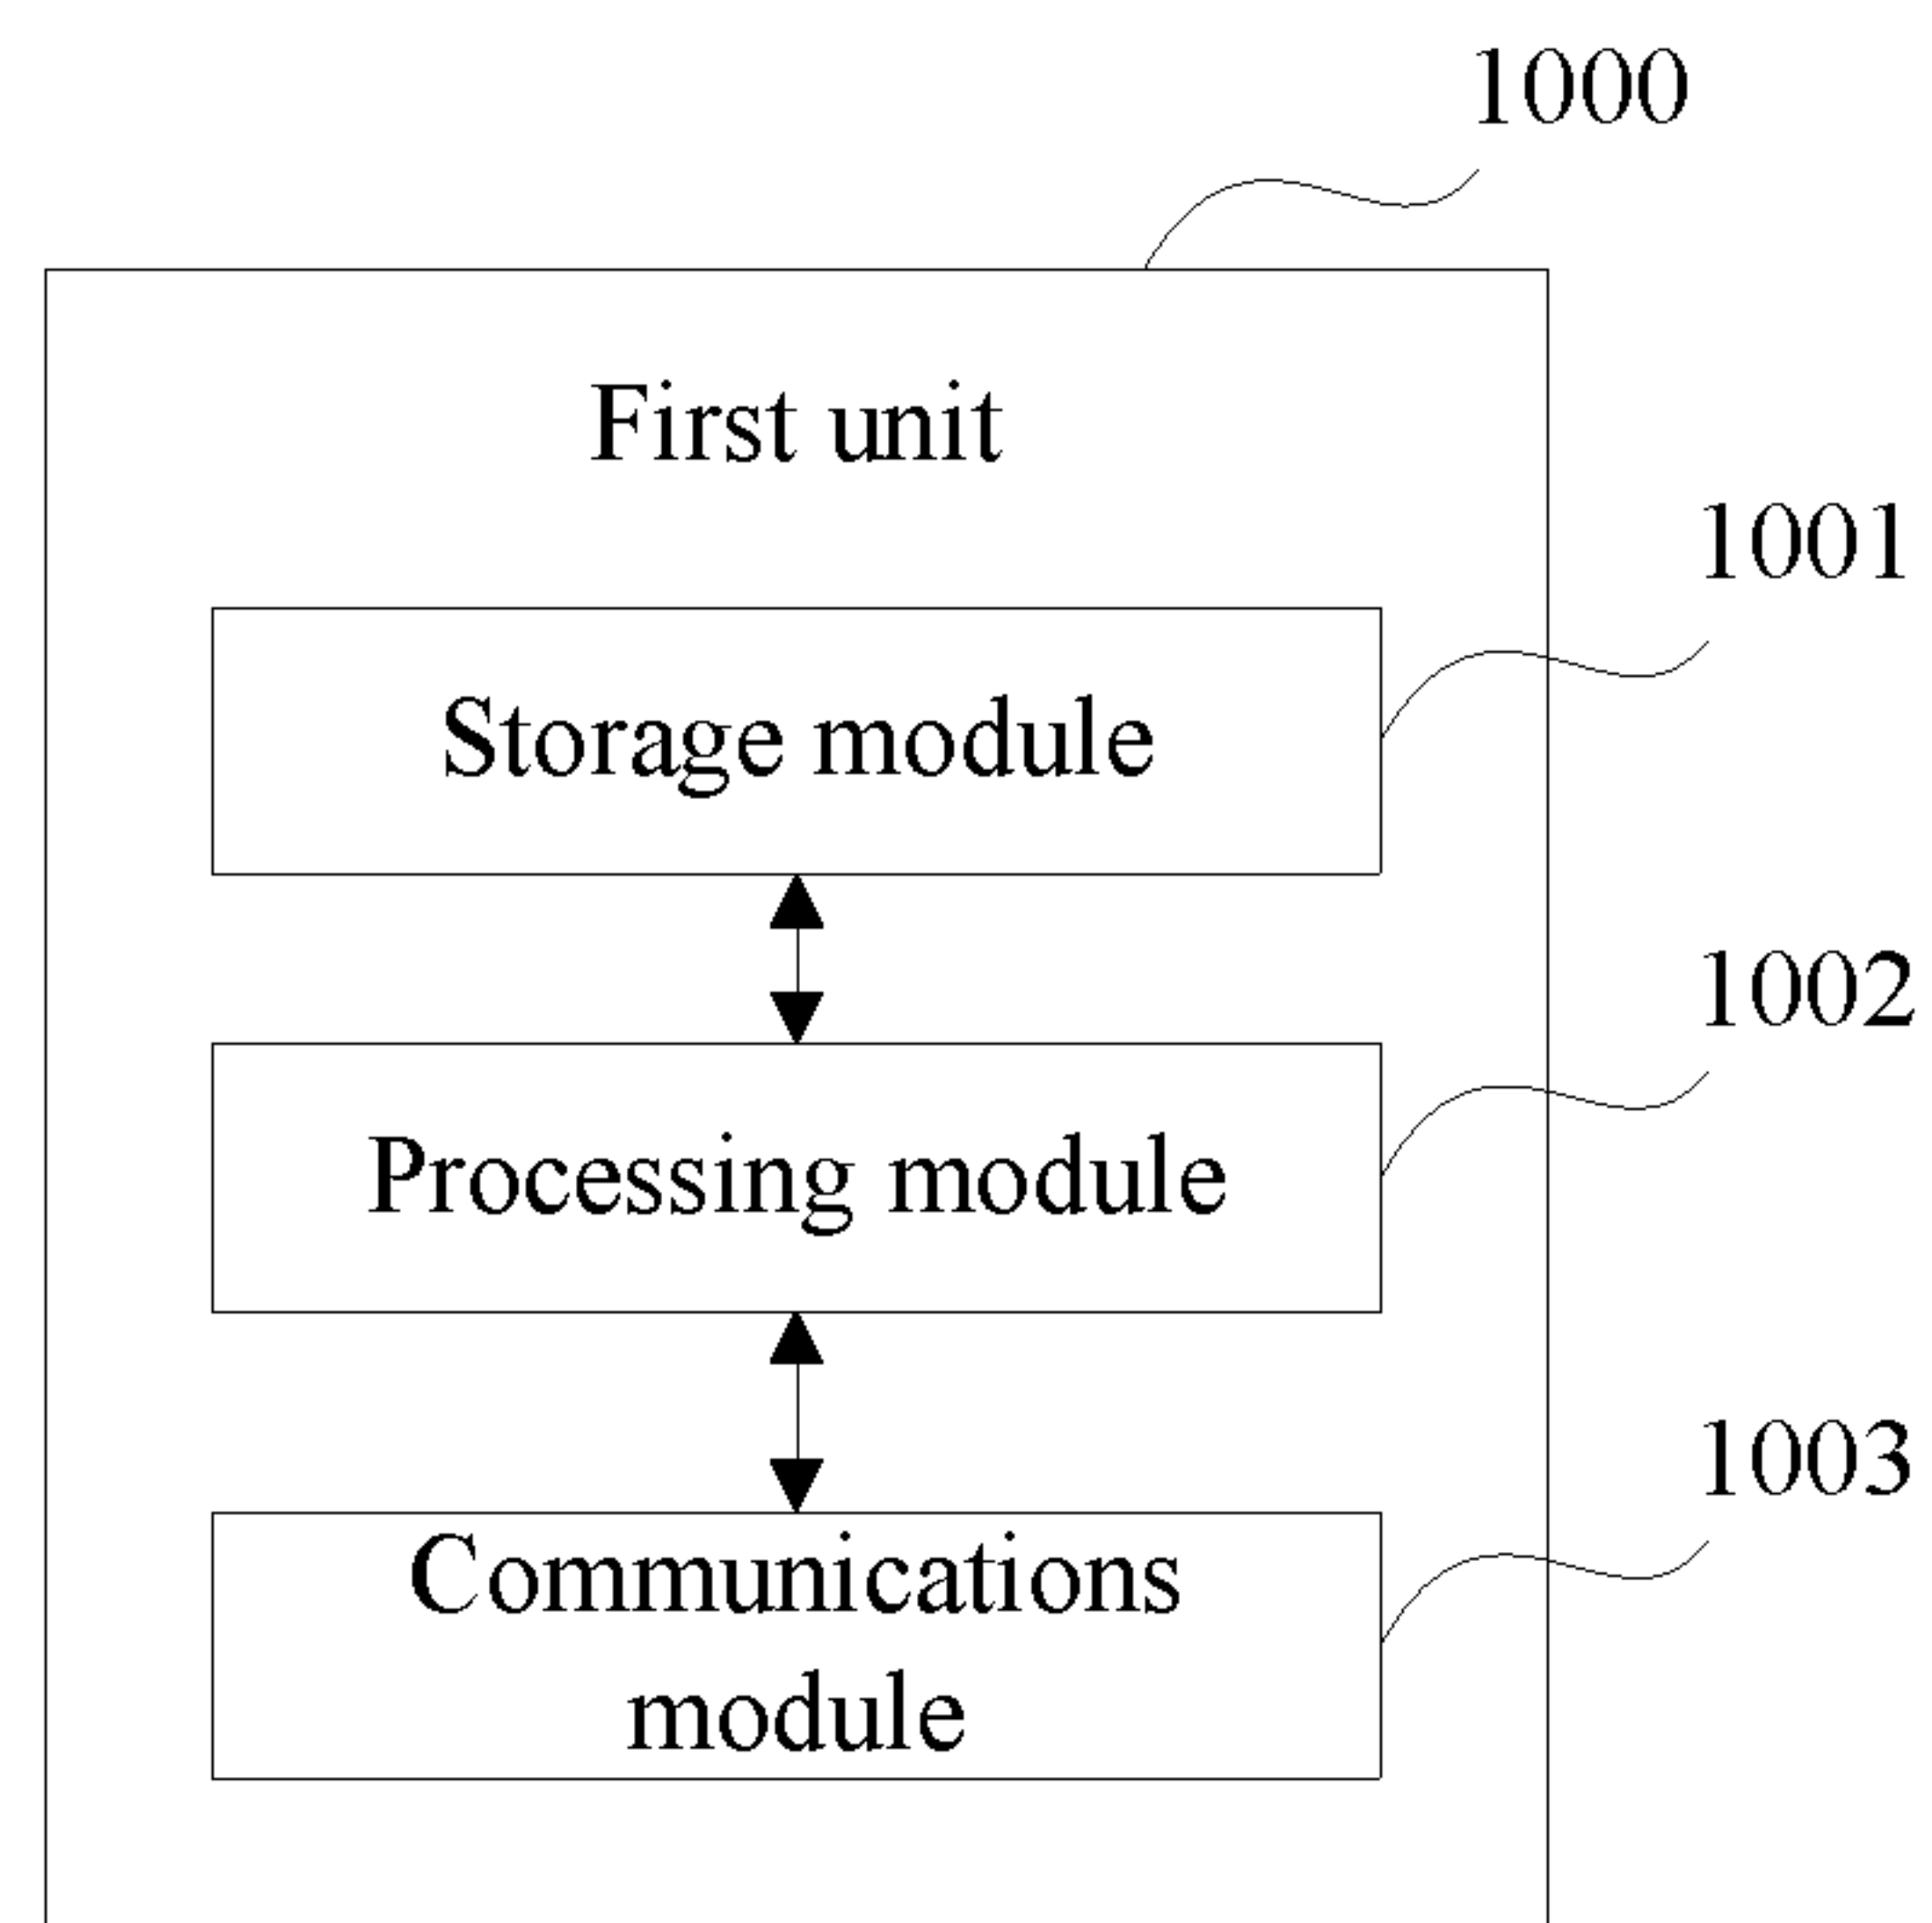 1000
First unit
1001
Storage module
1002
Processing module
1003
Communications
module